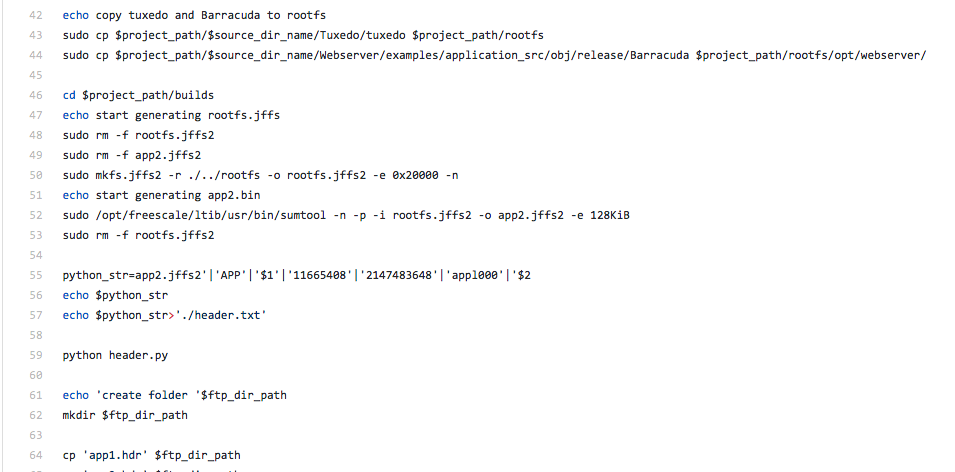 42 echo copy tuxedo and Barracuda to rootfs
43 sudo cp $project_path/$source_dir_name/Tuxedo/tuxedo $project_path/rootfs
44 sudo cp $project_path/$source_dir_name/Webserver/examples/application_src/obj/release/Barracuda $project_path/rootfs/opt/webserver/
45
46 cd $project_path/builds
47 echo start generating rootfs.jffs
48 sudo rm -f rootfs.jffs2
49 sudo rm -f app2.jffs2
50 sudo mkfs.jffs2 -r ./../rootfs -o rootfs.jffs2 -e 0x20000 -n
51 echo start generating app2.bin
52 sudo /opt/freescale/ltib/usr/bin/sumtool -n -p -i rootfs.jffs2 -o app2.jffs2 -e 128KiB
53 sudo rm -f rootfs.jffs2
54
55 python_str=app2.jffs2'|'APP'|'$1'|'11665408'|'2147483648'|'appl000'|'$2
56 echo $python_str
57 echo $python_str>'./header.txt'
58
59 python header.py
60
61 echo 'create folder '$ftp_dir_path
62 mkdir $ftp_dir_path
63
64 cp 'app1.hdr' $ftp_dir_path